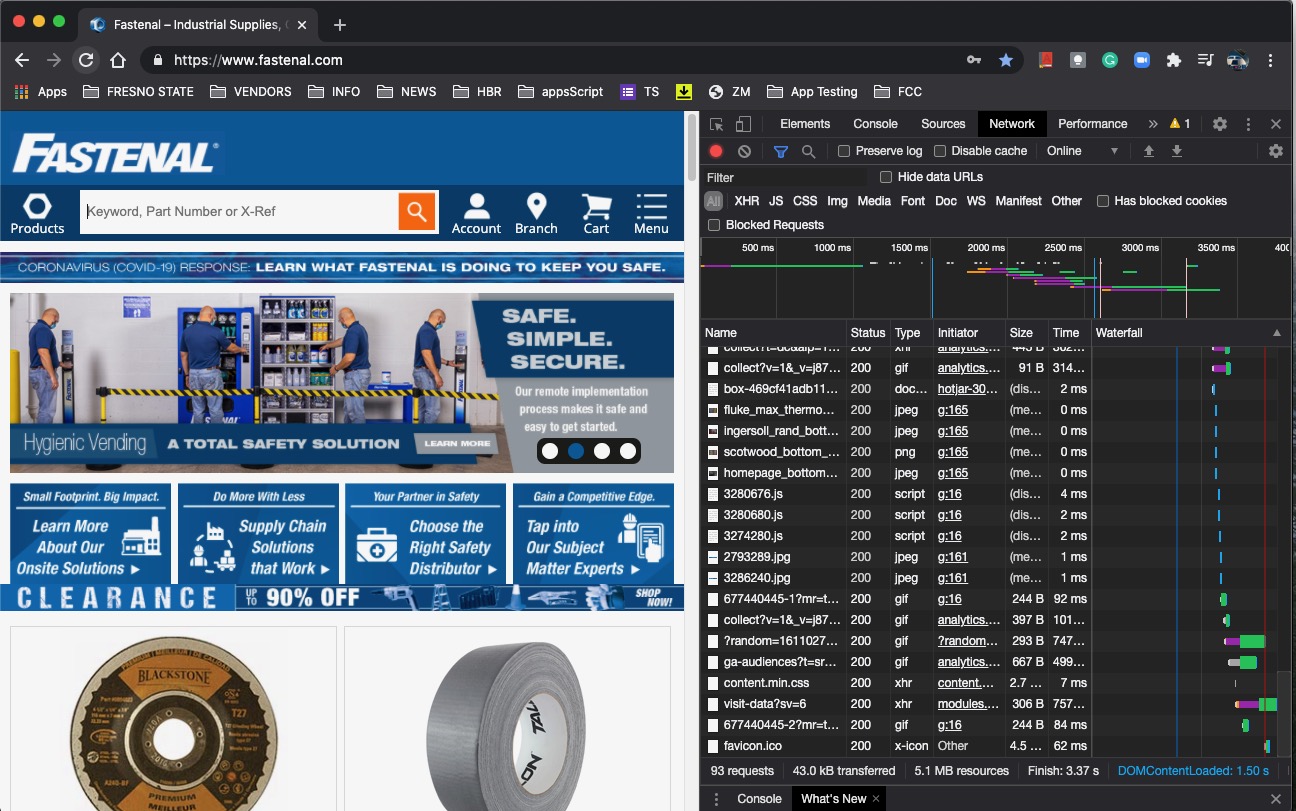 Fastenal – Industrial Supplies,
https://www.fastenal.com
Apps FRESNO STATE VENDORS INFO NEWS HBR appsScript TS ZM App Testing FCC
FASTENAL®
Products
Keyword, Part Number or X-Ref
Account Branch Cart Menu
CORONAVIRUS (COVID-19) RESPONSE: LEARN WHAT FASTENAL IS DOING TO KEEP YOU SAFE.
SAFE.
SIMPLE.
SECURE.
Our remote implementation
process makes it safe and
easy to get started.
Hygienic Vending A TOTAL SAFETY SOLUTION LEARN MORE
Small Footprint. Big Impact.
Learn More
About Our
Onsite Solutions ►
Do More With Less
Supply Chain
Solutions
that Work ►
Your Partner in Safety
Choose the
Right Safety
Distributor ►
Gain a Competitive Edge.
Tap into
Our Subject
Matter Experts ►
CLEARANCE UP TO 90% OFF SHOP NOW!
BLACKSTONE
T27
PREMIUM
MEILLEUR
Elements Console Sources Network Performance » 1
Preserve log Disable cache Online
Filter Hide data URLs
All XHR JS CSS Img Media Font Doc WS Manifest Other Has blocked cookies
Blocked Requests
500 ms 1000 ms 1500 ms 2000 ms 2500 ms 3000 ms 3500 ms 400
Name Status Type Initiator Size Time Waterfall
collect?t=dc&aip=1... 200 xhr analytics.... 443 B 302...
collect?v=1&_v=j87... 200 gif analytics.... 91 B 314...
box-469cf41adb11... 200 doc... hotjar-30... (dis... 2 ms
fluke_max_thermo... 200 jpeg g:165 (me... 0 ms
ingersoll_rand_bott... 200 jpeg g:165 (me... 0 ms
scotwood_bottom_... 200 png g:165 (me... 0 ms
homepage_bottom... 200 jpeg g:165 (me... 0 ms
3280676.js 200 script g:16 (dis... 4 ms
3280680.js 200 script g:16 (dis... 2 ms
3274280.js 200 script g:16 (dis... 2 ms
2793289.jpg 200 jpeg g:161 (me... 1 ms
3286240.jpg 200 jpeg g:161 (me... 1 ms
677440445-1?mr=t... 200 gif g:16 244 B 92 ms
collect?v=1&_v=j87... 200 gif analytics.... 397 B 101...
?random=1611027... 200 gif ?random... 293 B 747...
ga-audiences?t=sr... 200 gif analytics.... 667 B 499...
content.min.css 200 xhr content.... 2.7 ... 7 ms
visit-data?sv=6 200 xhr modules.... 306 B 757...
677440445-2?mr=t... 200 gif g:16 244 B 84 ms
favicon.ico 200 x-icon Other 4.5 ... 62 ms
93 requests 43.0 kB transferred 5.1 MB resources Finish: 3.37 s DOMContentLoaded: 1.50 s
Console What's New ×